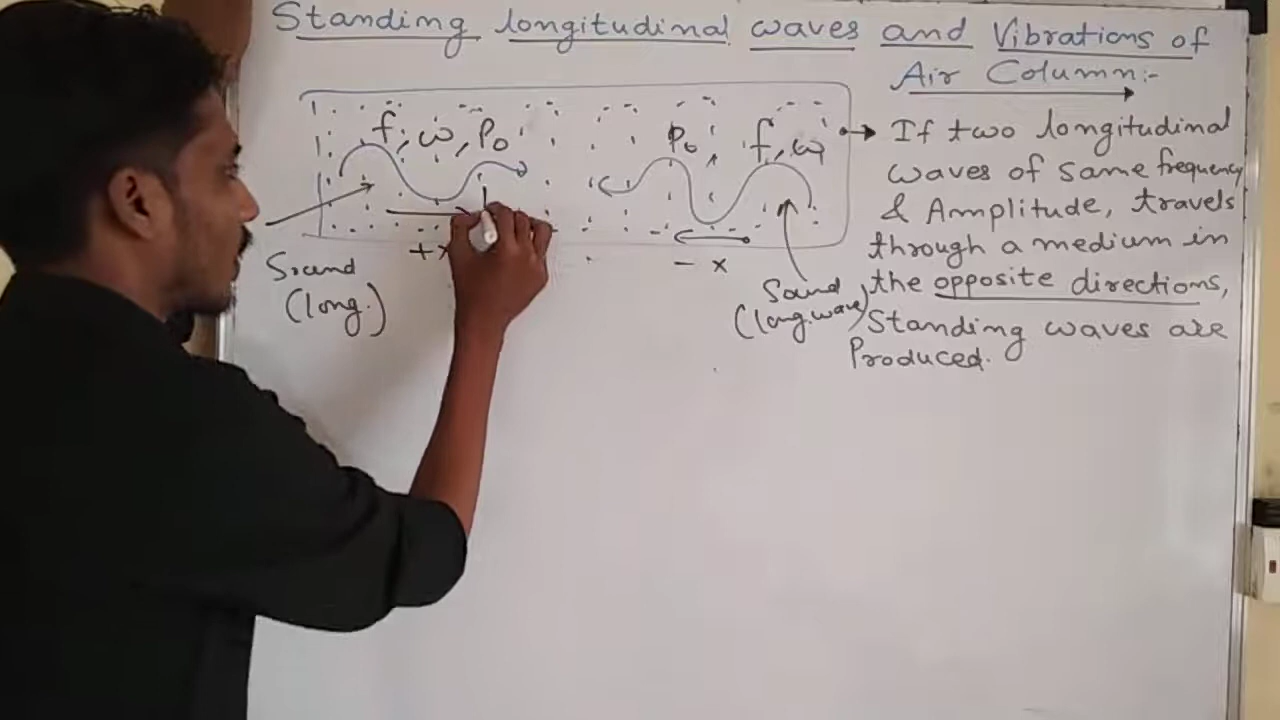 Standing longitudinal waves and Vibrations of
Air Column:-
f, ω, P₀
P₀ f, ω
+x
- x
Sound
(long.)
Sound
(long.wave)
If two longitudinal
waves of same frequency
& Amplitude, travels
through a medium in
the opposite directions,
Standing waves are
Produced.